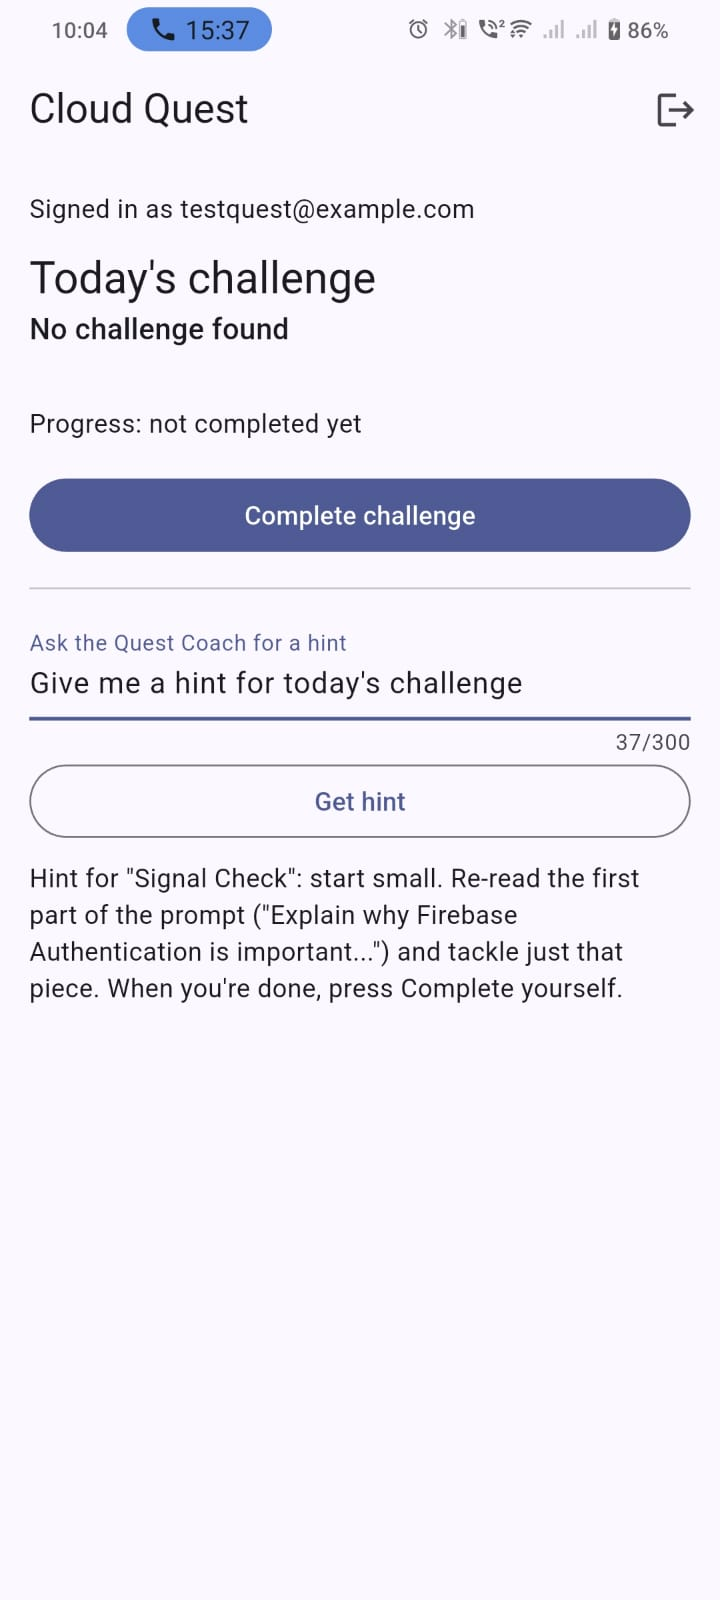 10:04 15:37 2 86%
Cloud Quest
Signed in as testquest@example.com
Today's challenge
No challenge found
Progress: not completed yet
Complete challenge
Ask the Quest Coach for a hint
Give me a hint for today's challenge
37/300
Get hint
Hint for "Signal Check": start small. Re-read the first
part of the prompt ("Explain why Firebase
Authentication is important...") and tackle just that
piece. When you're done, press Complete yourself.